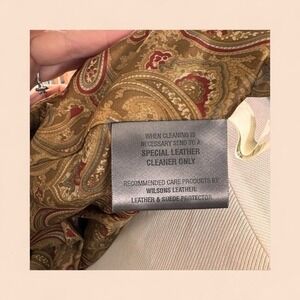 WHEN CLEANING IS
NECESSARY SEND TO A
SPECIAL LEATHER
CLEANER ONLY
RECOMMENDED CARE PRODUCTS BY
WILSONS LEATHER:
LEATHER & SUEDE PROTECTOR